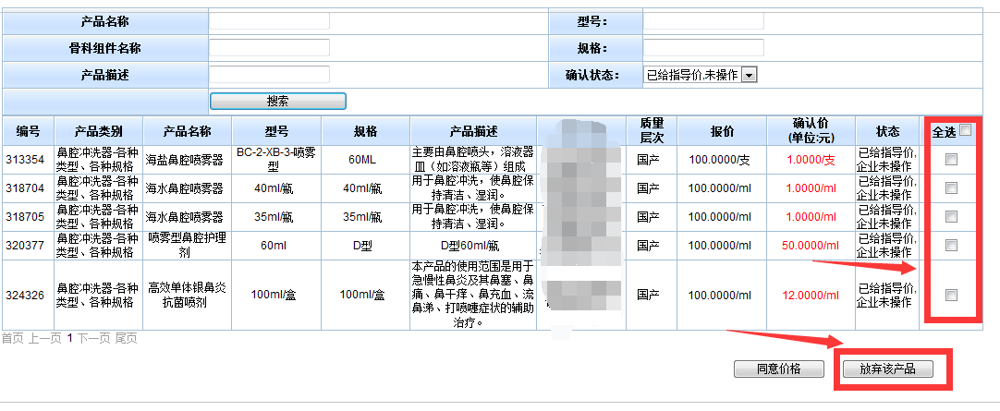 产品名称 型号：
骨科组件名称 规格：
产品描述 确认状态： 已给指导价,未操作
搜索
编号 产品类别 产品名称 型号 规格 产品描述 质量层次 报价 确认价(单位:元) 状态 全选
313354 鼻腔冲洗器-各种类型、各种规格 海盐鼻腔喷雾器 BC-2-XB-3-喷雾型 60ML 主要由鼻腔喷头，溶液器皿（如溶液瓶等）组成 国产 100.0000/支 1.0000/支 已给指导价,企业未操作
318704 鼻腔冲洗器-各种类型、各种规格 海水鼻腔喷雾器 40ml/瓶 40ml/瓶 用于鼻腔冲洗，使鼻腔保持清洁、湿润。 国产 100.0000/ml 1.0000/ml 已给指导价,企业未操作
318705 鼻腔冲洗器-各种类型、各种规格 海水鼻腔喷雾器 35ml/瓶 35ml/瓶 用于鼻腔冲洗，使鼻腔保持清洁、湿润。 国产 100.0000/ml 1.0000/ml 已给指导价,企业未操作
320377 鼻腔冲洗器-各种类型、各种规格 喷雾型鼻腔护理剂 60ml D型 D型60ml/瓶 国产 100.0000/ml 50.0000/ml 已给指导价,企业未操作
324326 鼻腔冲洗器-各种类型、各种规格 高效单体银鼻炎抗菌喷剂 100ml/盒 100ml/盒 本产品的使用范围是用于急慢性鼻炎及其鼻塞、鼻痛、鼻干痒、鼻充血、流鼻涕、打喷嚏症状的辅助治疗。 国产 100.0000/ml 12.0000/ml 已给指导价,企业未操作
首页 上一页 1 下一页 尾页
同意价格 放弃该产品